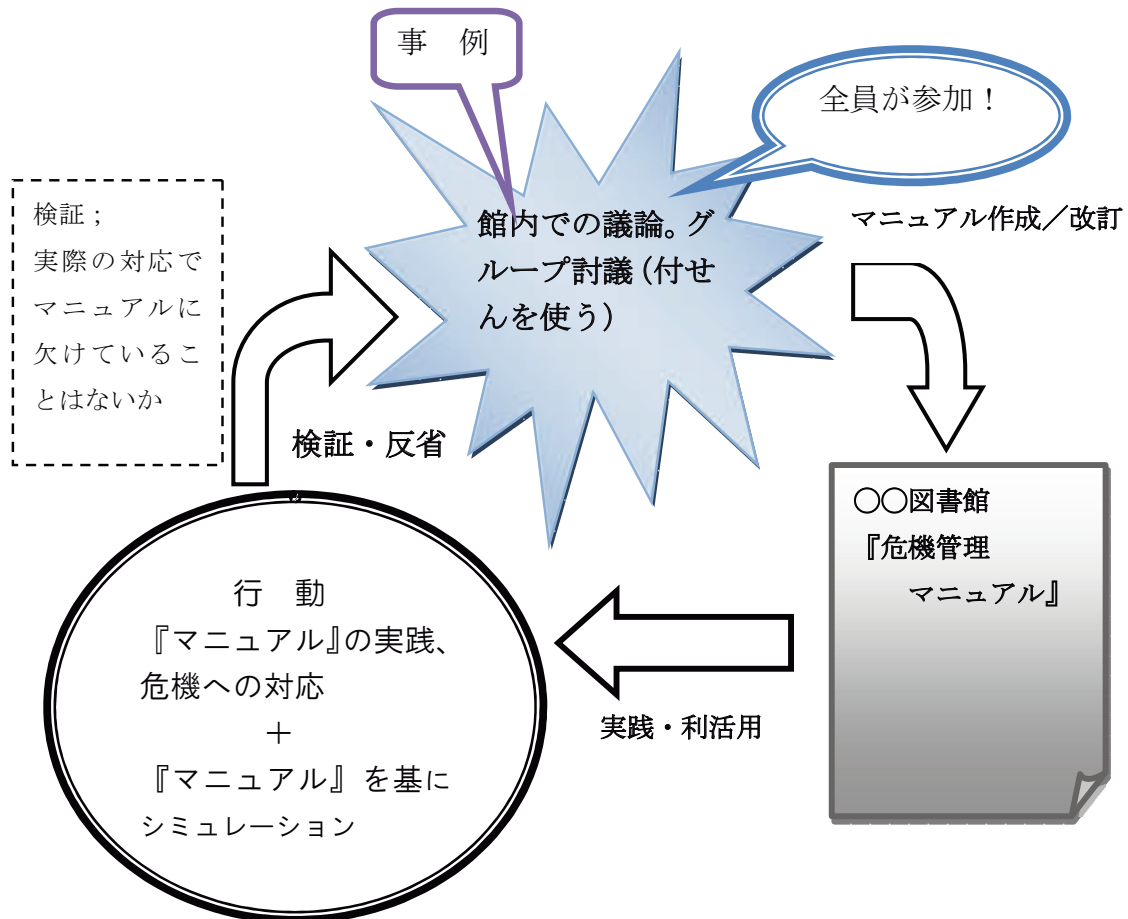 事　例
全員が参加！
館内での議論。グ
ループ討議（付せ
んを使う）
マニュアル作成／改訂
検証；
実際の対応で
マニュアルに
欠けているこ
とはないか
検証・反省
〇〇図書館
『危機管理
マニュアル』
行　動
『マニュアル』の実践、
危機への対応
＋
『マニュアル』を基に
シミュレーション
実践・利活用